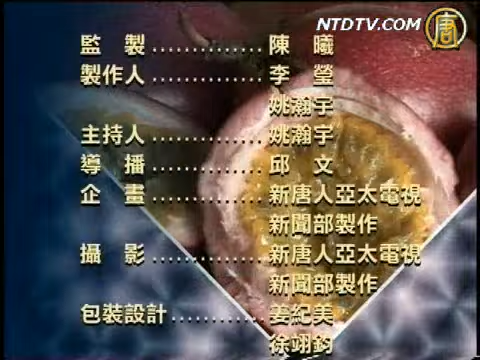 NTDTV.COM 唐
監 製..............陳 曦
製作人..............李 瑩
姚瀚宇
主持人..............姚瀚宇
導 播..............邱 文
企 畫..............新唐人亞太電視
新聞部製作
攝 影..............新唐人亞太電視
新聞部製作
包裝設計............姜紀美
徐翊鈞